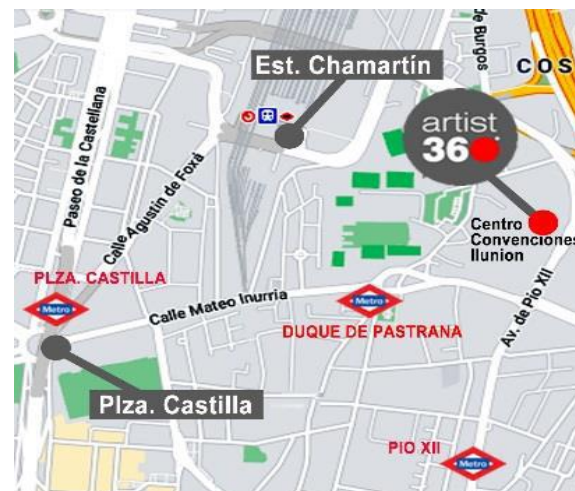 Est. Chamartín
de Burgos
COS
artist
360
Paseo de la Castellana
Calle Agustín de Foxá
Centro
Convenciones
Ilunion
PLZA. CASTILLA
Metro
Calle Mateo Inurria
Metro
DUQUE DE PASTRANA
Av. de Pío XII
Plza. Castilla
PIO XII
Metro